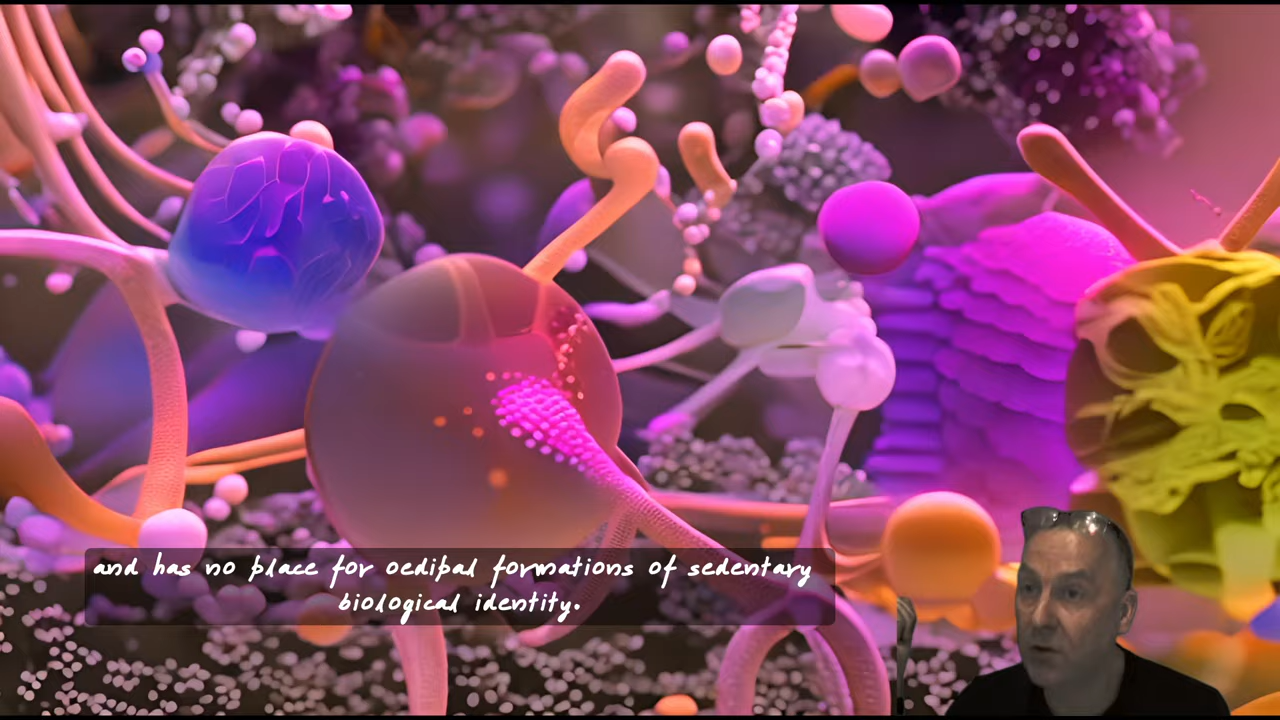 and has no place for oedipal formations of sedentary
biological identity.